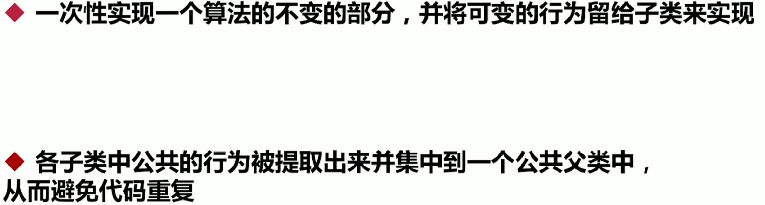 ◆ 一次性实现一个算法的不变的部分，并将可变的行为留给子类来实现
◆ 各子类中公共的行为被提取出来并集中到一个公共父类中，
从而避免代码重复